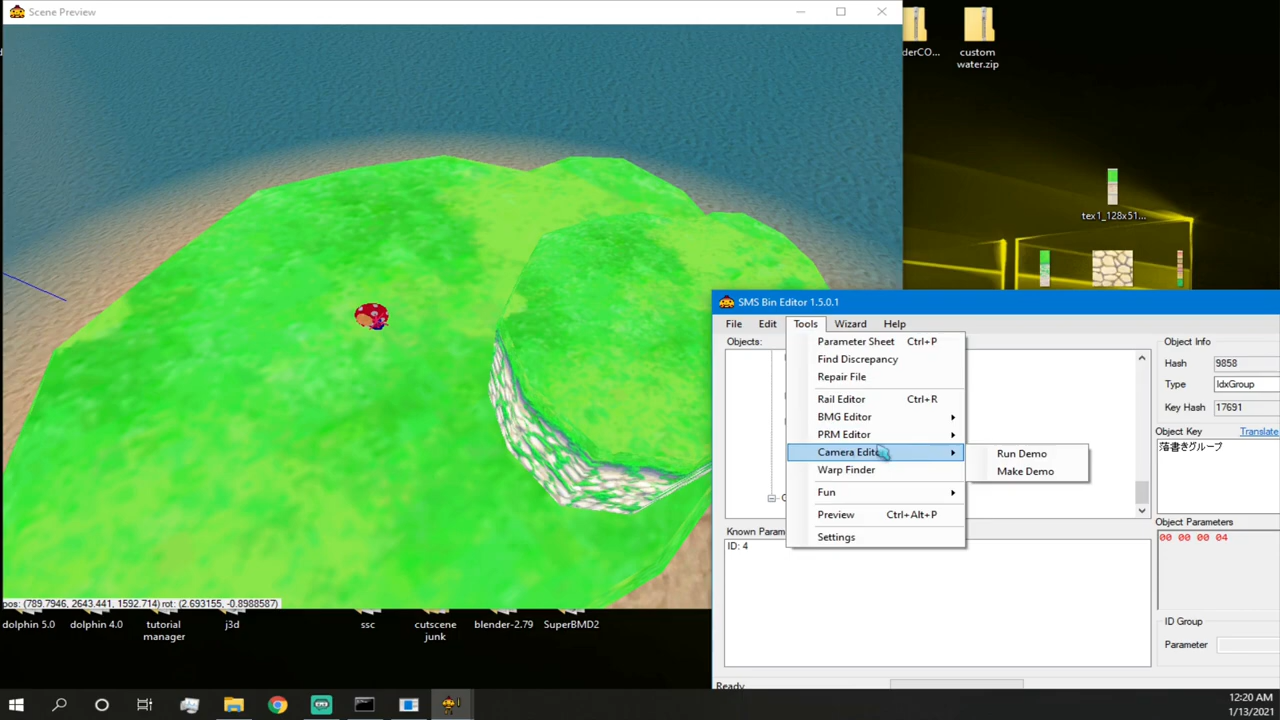 Scene Preview
derCO...
custom
water.zip
tex1_128x51...
SMS Bin Editor 1.5.0.1
File Edit Tools Wizard Help
Objects:
Parameter Sheet Ctrl+P
Find Discrepancy
Repair File
Rail Editor Ctrl+R
BMG Editor
PRM Editor
Camera Edito
Warp Finder
Fun
Preview Ctrl+Alt+P
Settings
Run Demo
Make Demo
Object Info
Hash 9858
Type IdxGroup
Key Hash 17691
Object Key Translate
落書きグループ
Object Parameters
00 00 00 04
Known Param
ID: 4
ID Group
Parameter
Ready
pos: (789.7946, 2643.441, 1592.714) rot: (2.693155, -0.8988587)
dolphin 5.0
dolphin 4.0
tutorial
manager
j3d
ssc
cutscene
junk
blender-2.79
SuperBMD2
12:20 AM
1/13/2021